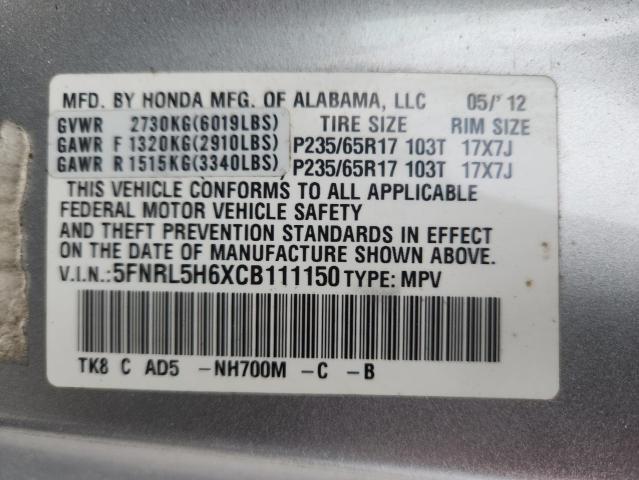 MFD. BY HONDA MFG. OF ALABAMA, LLC 05/'12
GVWR 2730KG(6019LBS) TIRE SIZE RIM SIZE
GAWR F 1320KG(2910LBS) P235/65R17 103T 17X7J
GAWR R 1515KG(3340LBS) P235/65R17 103T 17X7J
THIS VEHICLE CONFORMS TO ALL APPLICABLE
FEDERAL MOTOR VEHICLE SAFETY
AND THEFT PREVENTION STANDARDS IN EFFECT
ON THE DATE OF MANUFACTURE SHOWN ABOVE.
V.I.N.:5FNRL5H6XCB111150 TYPE: MPV
TK8 C AD5 -NH700M -C -B